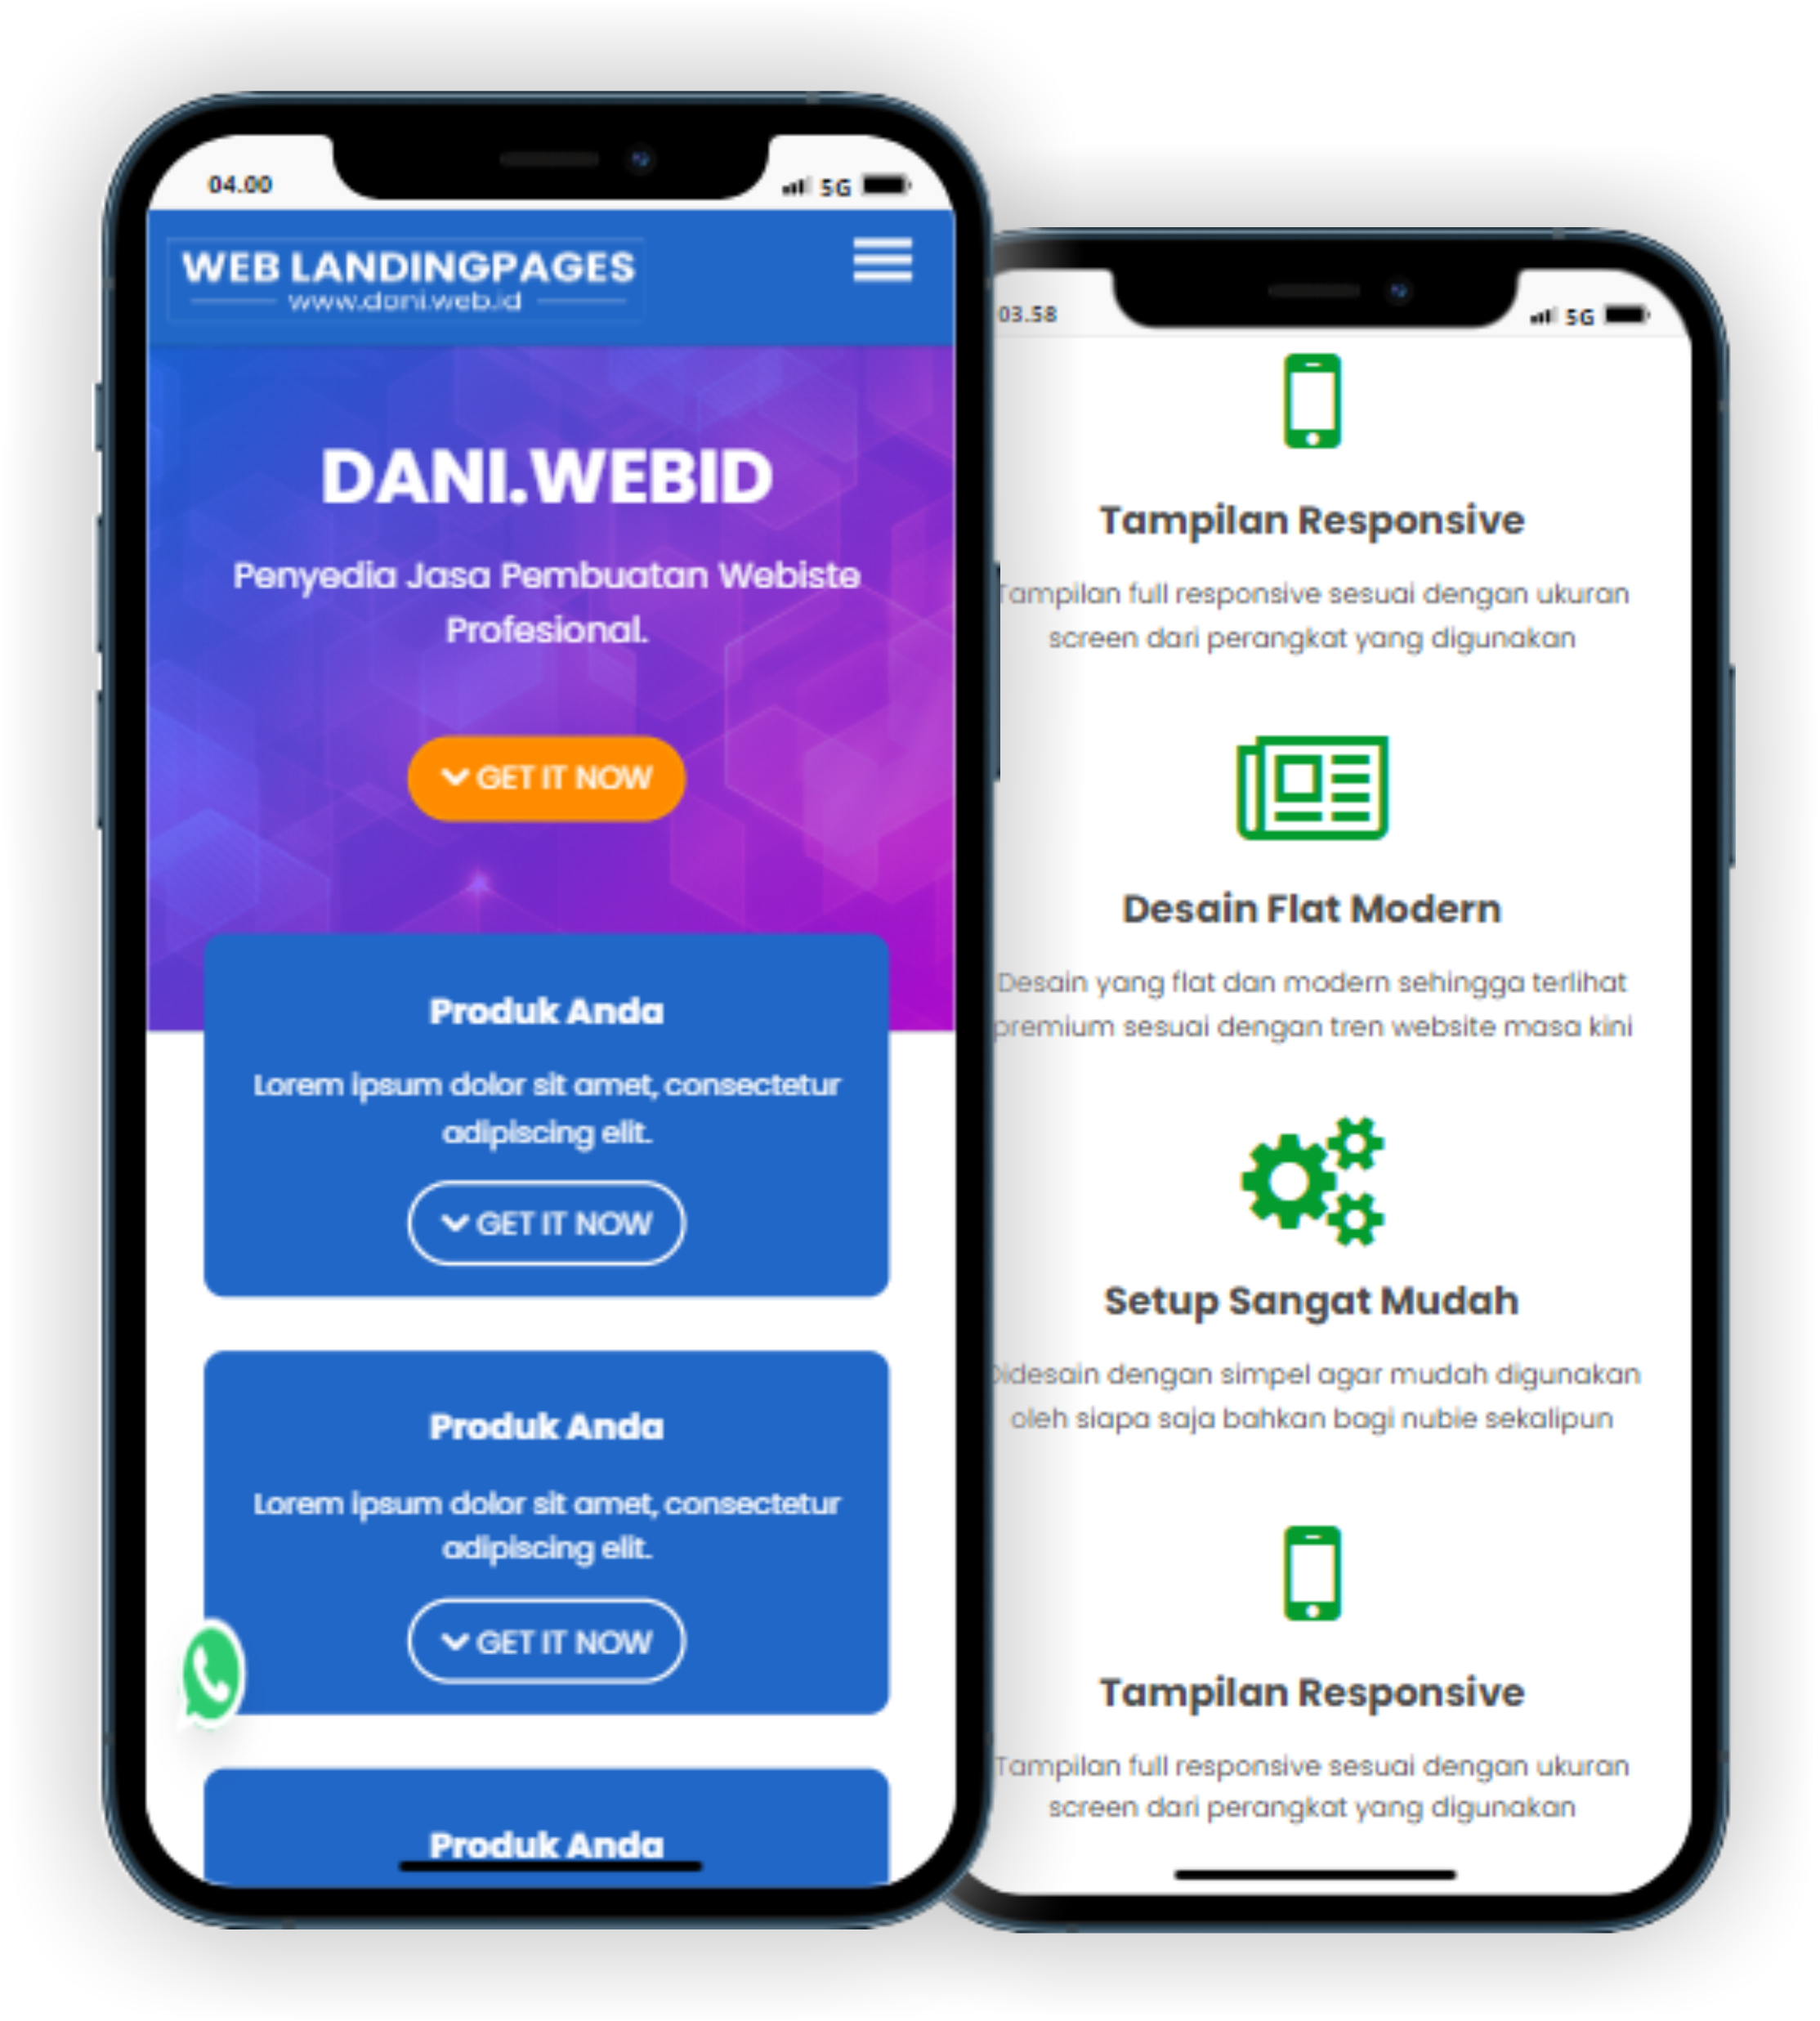 04.00
5G
WEB LANDINGPAGES
www.dani.web.id
DANI.WEBID
Penyedia Jasa Pembuatan Webiste
Profesional.
GET IT NOW
Produk Anda
Lorem ipsum dolor sit amet, consectetur
adipiscing elit.
GET IT NOW
Produk Anda
Lorem ipsum dolor sit amet, consectetur
adipiscing elit.
GET IT NOW
Produk Anda
03.58
5G
Tampilan Responsive
Tampilan full responsive sesuai dengan ukuran
screen dari perangkat yang digunakan
Desain Flat Modern
Desain yang flat dan modern sehingga terlihat
premium sesuai dengan tren website masa kini
Setup Sangat Mudah
Didesain dengan simpel agar mudah digunakan
oleh siapa saja bahkan bagi nubie sekalipun
Tampilan Responsive
Tampilan full responsive sesuai dengan ukuran
screen dari perangkat yang digunakan